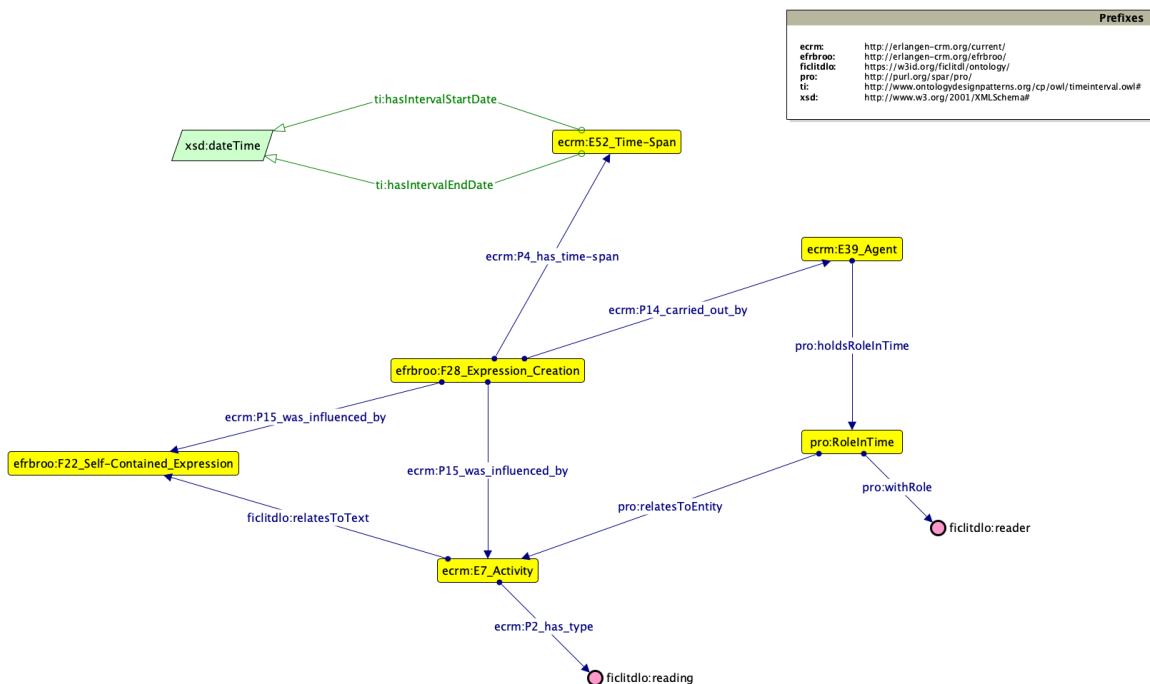 Prefixes
ecrm: http://erlangen-crm.org/current/
efrbroo: http://erlangen-crm.org/efrbroo/
ficlitdlo: https://w3id.org/ficlitdl/ontology/
pro: http://purl.org/spar/pro/
ti: http://www.ontologydesignpatterns.org/cp/owl/timeinterval.owl#
xsd: http://www.w3.org/2001/XMLSchema#
ti:hasIntervalStartDate
xsd:dateTime
ecrm:E52_Time-Span
ti:hasIntervalEndDate
ecrm:P4_has_time-span
ecrm:E39_Agent
ecrm:P14_carried_out_by
pro:holdsRoleInTime
efrbroo:F28_Expression_Creation
ecrm:P15_was_influenced_by
pro:RoleInTime
efrbroo:F22_Self-Contained_Expression
ecrm:P15_was_influenced_by
pro:withRole
pro:relatesToEntity
ficlitdlo:relatesToText
ficlitdlo:reader
ecrm:E7_Activity
ecrm:P2_has_type
ficlitdlo:reading